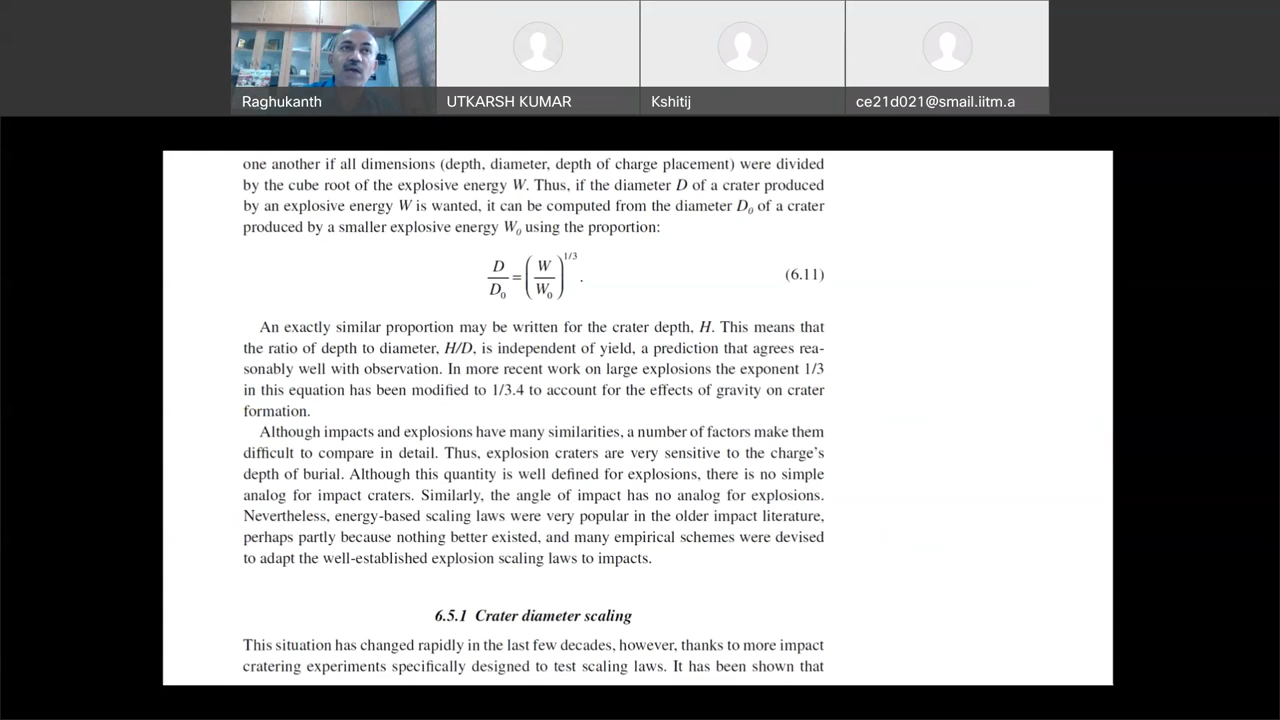 Raghukanth
UTKARSH KUMAR
Kshitij
ce21d021@smail.iitm.a
one another if all dimensions (depth, diameter, depth of charge placement) were divided
by the cube root of the explosive energy W. Thus, if the diameter D of a crater produced
by an explosive energy W is wanted, it can be computed from the diameter D0 of a crater
produced by a smaller explosive energy W0 using the proportion:
D/D0 = (W/W0)^1/3. (6.11)
An exactly similar proportion may be written for the crater depth, H. This means that
the ratio of depth to diameter, H/D, is independent of yield, a prediction that agrees rea-
sonably well with observation. In more recent work on large explosions the exponent 1/3
in this equation has been modified to 1/3.4 to account for the effects of gravity on crater
formation.
Although impacts and explosions have many similarities, a number of factors make them
difficult to compare in detail. Thus, explosion craters are very sensitive to the charge's
depth of burial. Although this quantity is well defined for explosions, there is no simple
analog for impact craters. Similarly, the angle of impact has no analog for explosions.
Nevertheless, energy-based scaling laws were very popular in the older impact literature,
perhaps partly because nothing better existed, and many empirical schemes were devised
to adapt the well-established explosion scaling laws to impacts.
6.5.1 Crater diameter scaling
This situation has changed rapidly in the last few decades, however, thanks to more impact
cratering experiments specifically designed to test scaling laws. It has been shown that